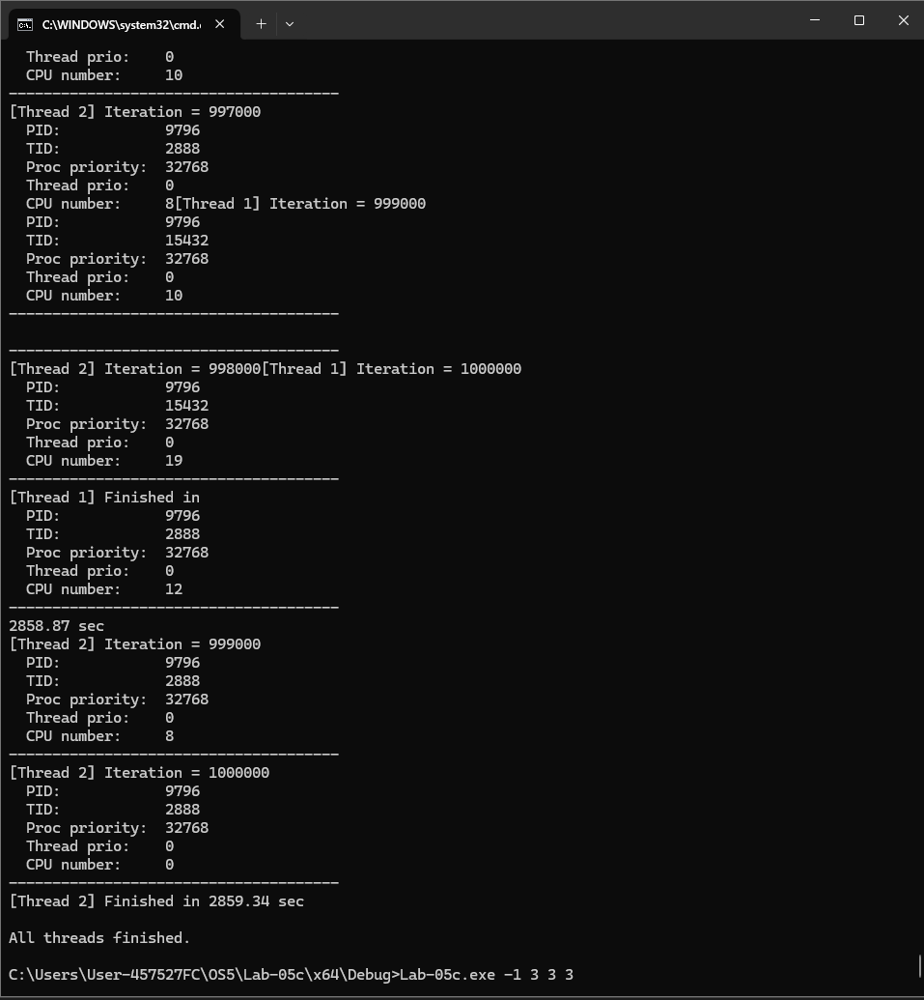 C:\WINDOWS\system32\cmd.
Thread prio: 0
CPU number: 10
--------------------------------------
[Thread 2] Iteration = 997000
PID: 9796
TID: 2888
Proc priority: 32768
Thread prio: 0
CPU number: 8[Thread 1] Iteration = 999000
PID: 9796
TID: 15432
Proc priority: 32768
Thread prio: 0
CPU number: 10
--------------------------------------
--------------------------------------
[Thread 2] Iteration = 998000[Thread 1] Iteration = 1000000
PID: 9796
TID: 15432
Proc priority: 32768
Thread prio: 0
CPU number: 19
--------------------------------------
[Thread 1] Finished in
PID: 9796
TID: 2888
Proc priority: 32768
Thread prio: 0
CPU number: 12
--------------------------------------
2858.87 sec
[Thread 2] Iteration = 999000
PID: 9796
TID: 2888
Proc priority: 32768
Thread prio: 0
CPU number: 8
--------------------------------------
[Thread 2] Iteration = 1000000
PID: 9796
TID: 2888
Proc priority: 32768
Thread prio: 0
CPU number: 0
--------------------------------------
[Thread 2] Finished in 2859.34 sec
All threads finished.
C:\Users\User-457527FC\OS5\Lab-05c\x64\Debug>Lab-05c.exe -1 3 3 3